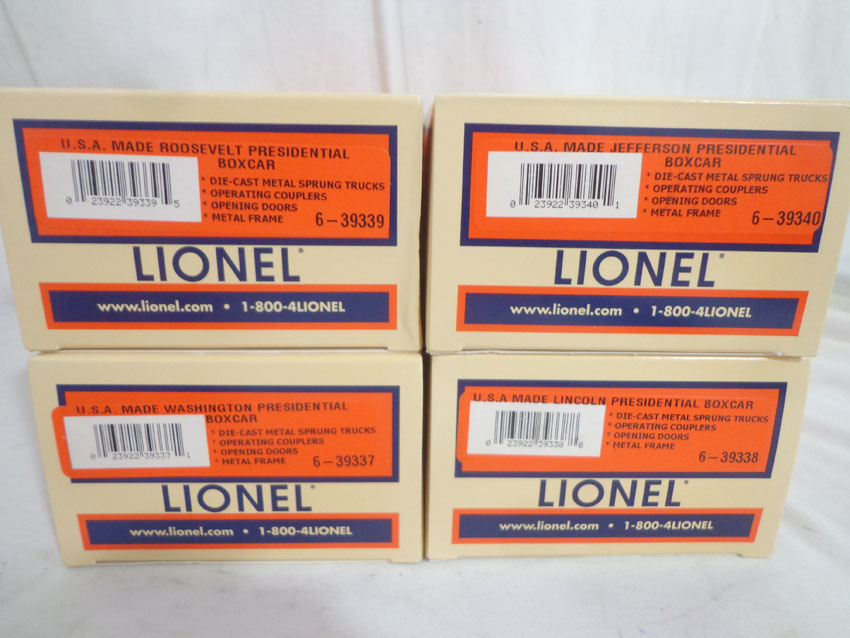 U.S.A. MADE ROOSEVELT PRESIDENTIAL
BOXCAR
* DIE-CAST METAL SPRUNG TRUCKS
* OPERATING COUPLERS
* OPENING DOORS
* METAL FRAME
6-39339
0 23922 39339 5
LIONEL®
www.lionel.com • 1-800-4LIONEL
U.S.A. MADE JEFFERSON PRESIDENTIAL
BOXCAR
* DIE-CAST METAL SPRUNG TRUCKS
* OPERATING COUPLERS
* OPENING DOORS
* METAL FRAME
6-39340
0 23922 39340 1
LIONEL®
www.lionel.com • 1-800-4LIONEL
U.S.A. MADE WASHINGTON PRESIDENTIAL
BOXCAR
* DIE-CAST METAL SPRUNG TRUCKS
* OPERATING COUPLERS
* OPENING DOORS
* METAL FRAME
6-39337
0 23922 39337 1
LIONEL®
www.lionel.com • 1-800-4LIONEL
U.S.A MADE LINCOLN PRESIDENTIAL BOXCAR
* DIE-CAST METAL SPRUNG TRUCKS
* OPERATING COUPLERS
* OPENING DOORS
* METAL FRAME
6-39338
0 23922 39338 8
LIONEL®
www.lionel.com • 1-800-4LIONEL